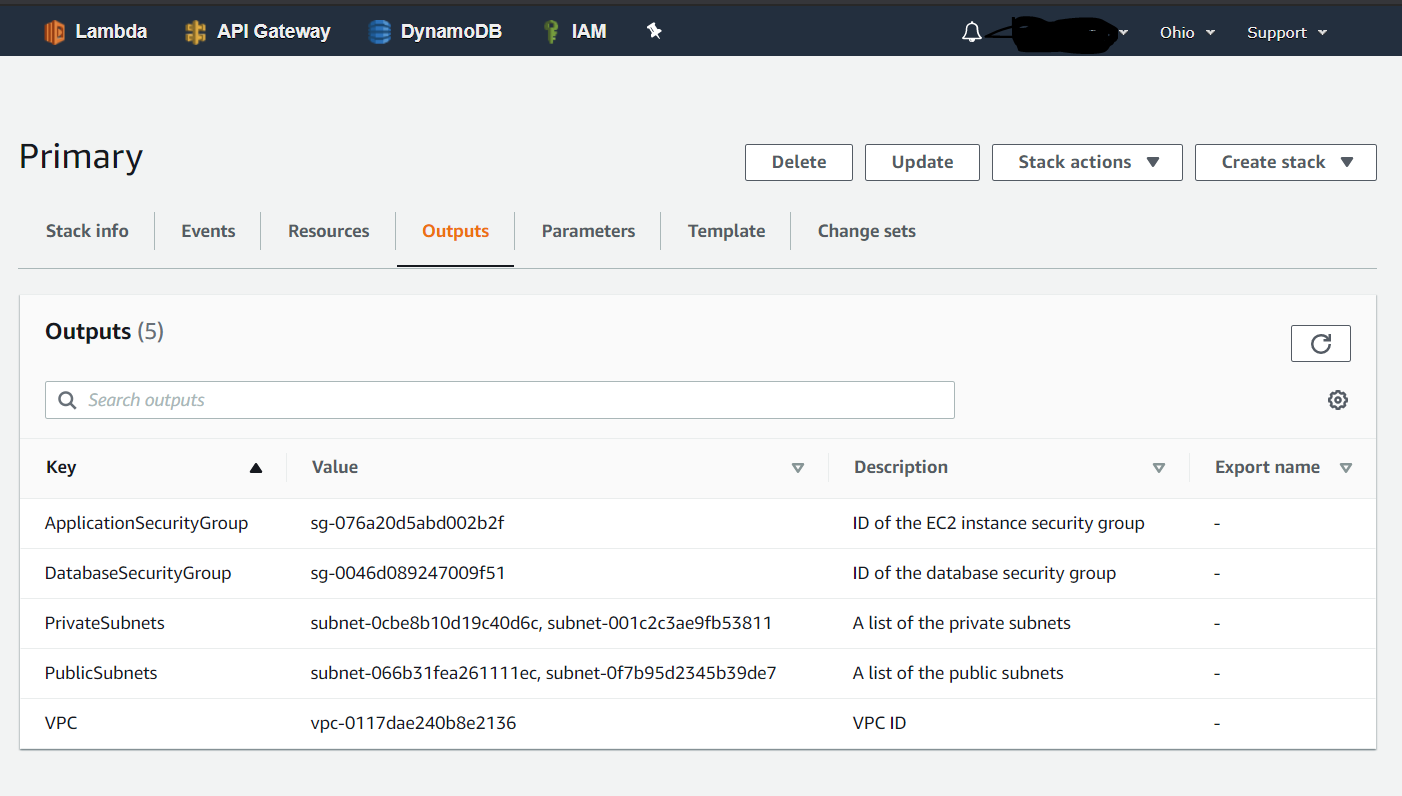 Lambda API Gateway DynamoDB IAM Ohio Support
Primary
Delete Update Stack actions Create stack
Stack info Events Resources Outputs Parameters Template Change sets
Outputs (5)
Search outputs
Key Value Description Export name
ApplicationSecurityGroup sg-076a20d5abd002b2f ID of the EC2 instance security group -
DatabaseSecurityGroup sg-0046d089247009f51 ID of the database security group -
PrivateSubnets subnet-0cbe8b10d19c40d6c, subnet-001c2c3ae9fb53811 A list of the private subnets -
PublicSubnets subnet-066b31fea261111ec, subnet-0f7b95d2345b39de7 A list of the public subnets -
VPC vpc-0117dae240b8e2136 VPC ID -